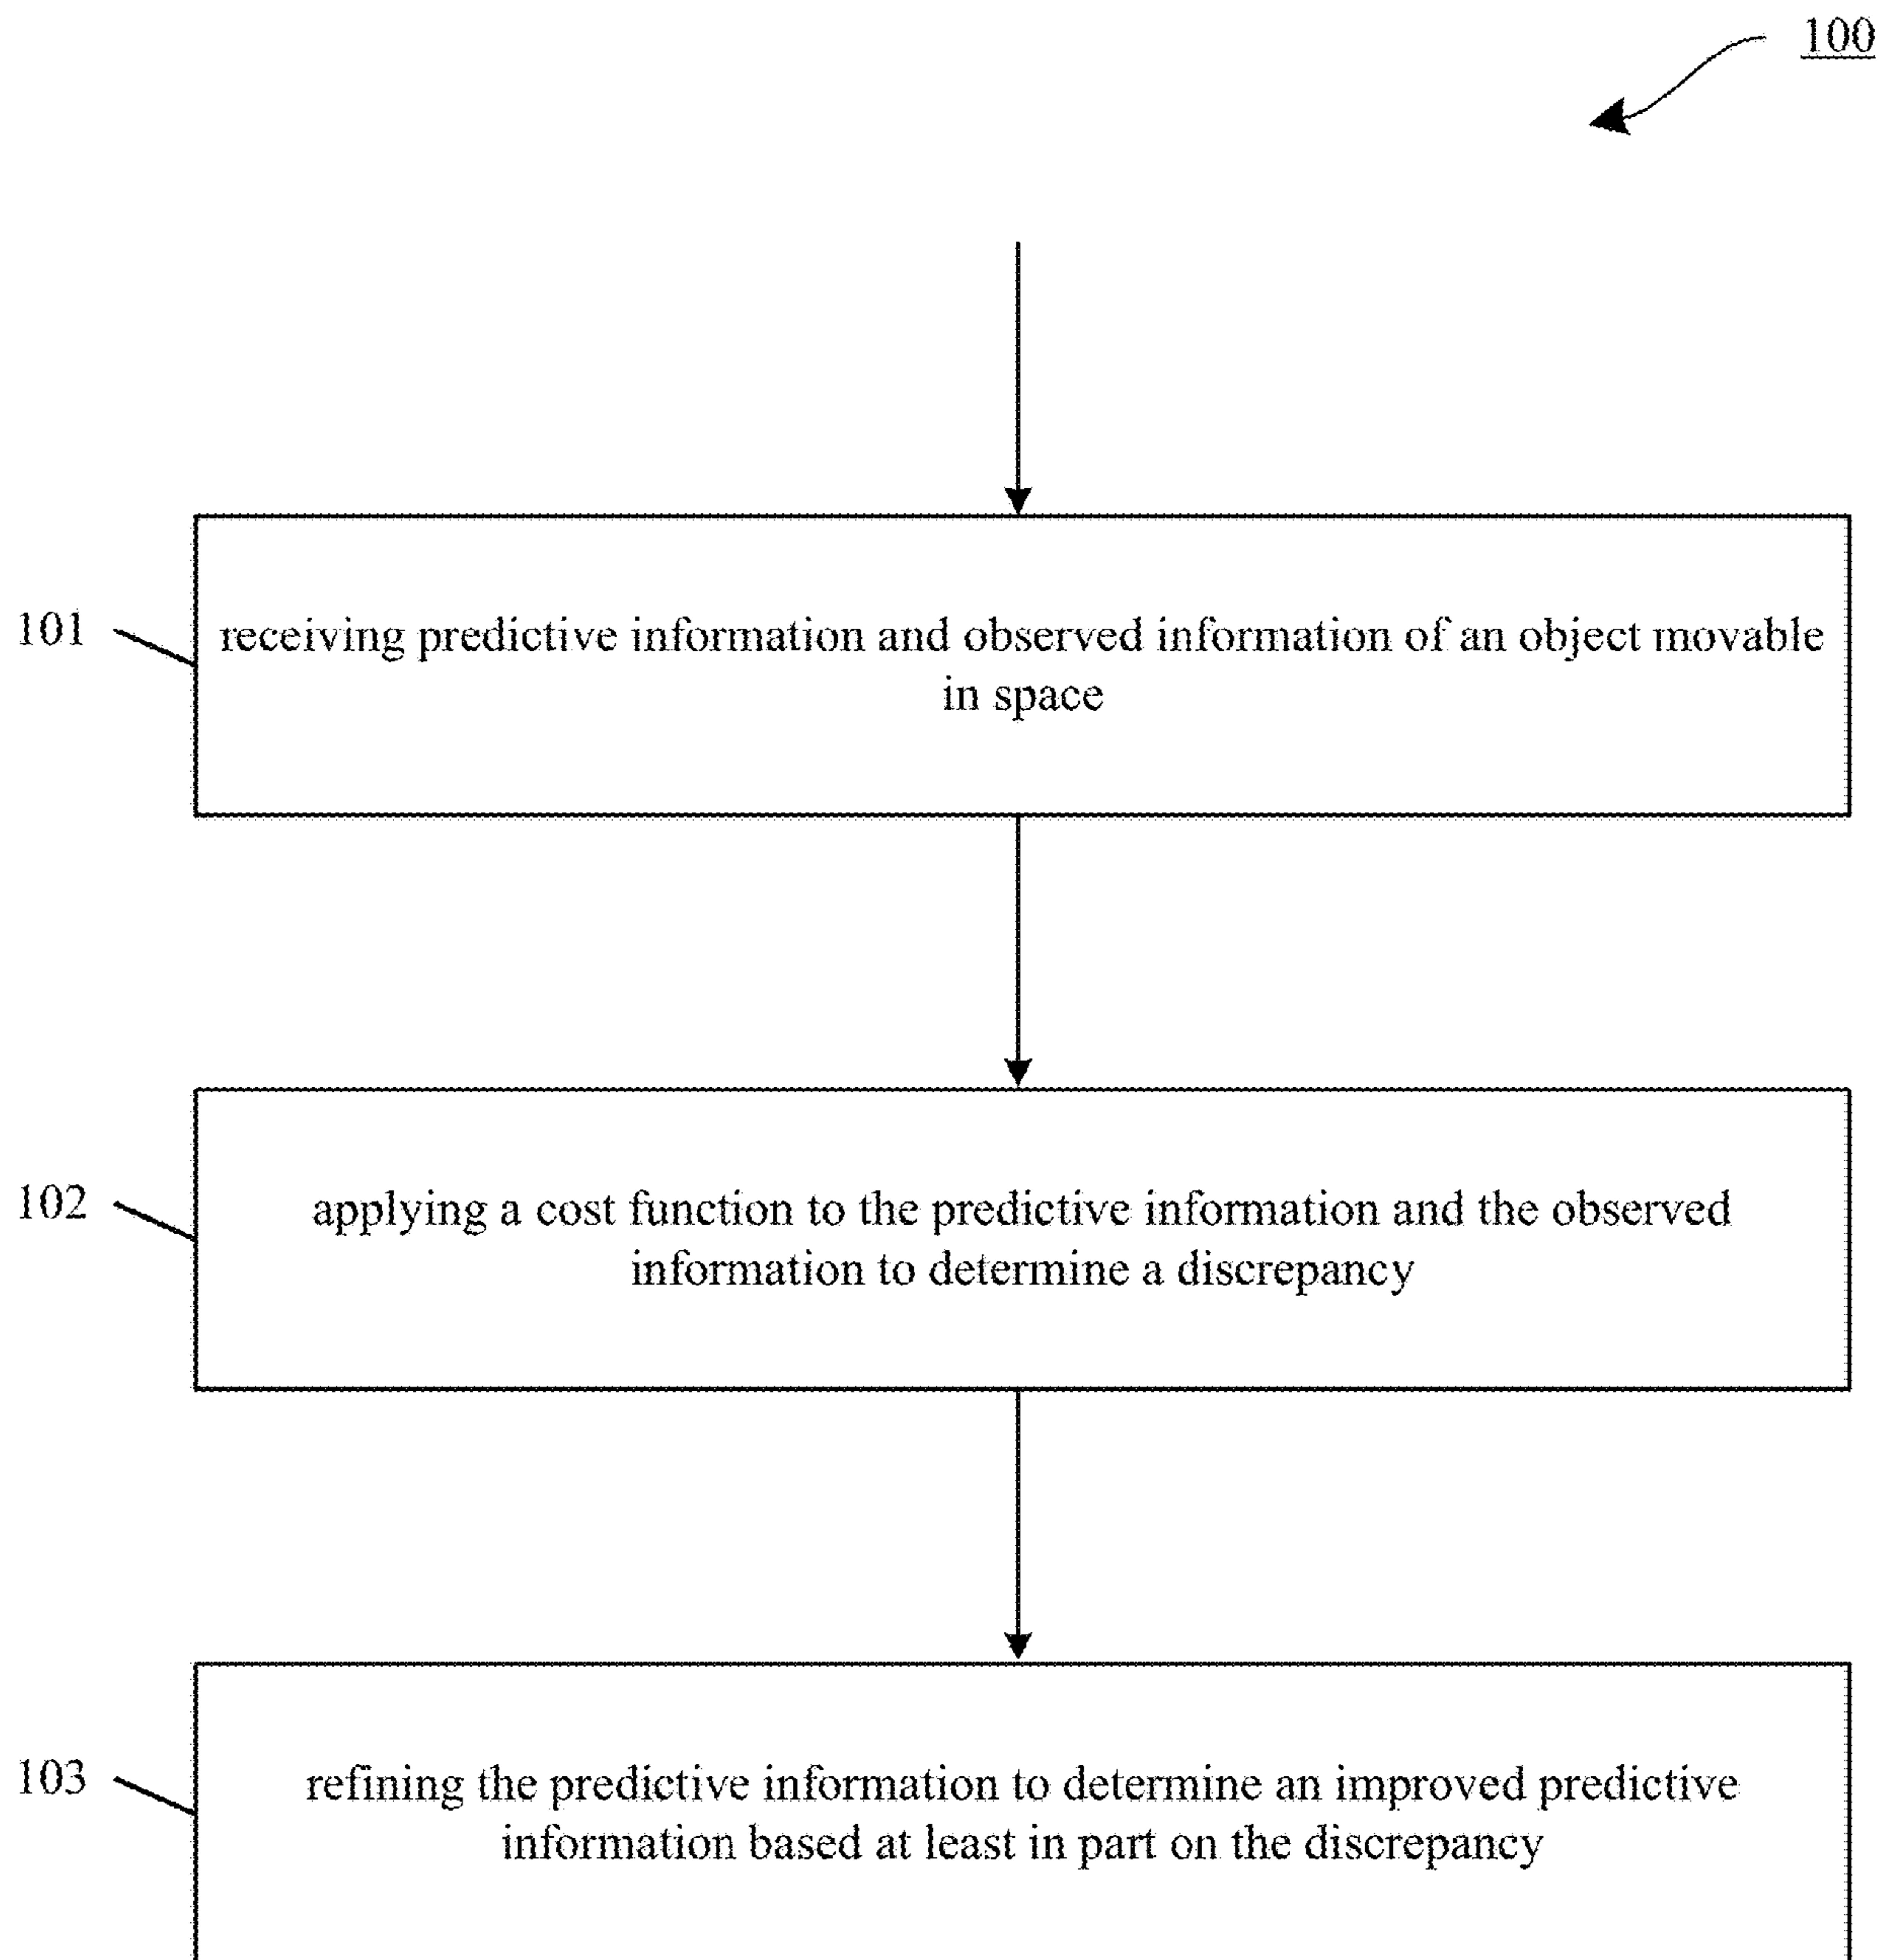 100
101
receiving predictive information and observed information of an object movable
in space
102
applying a cost function to the predictive information and the observed
information to determine a discrepancy
103
refining the predictive information to determine an improved predictive
information based at least in part on the discrepancy